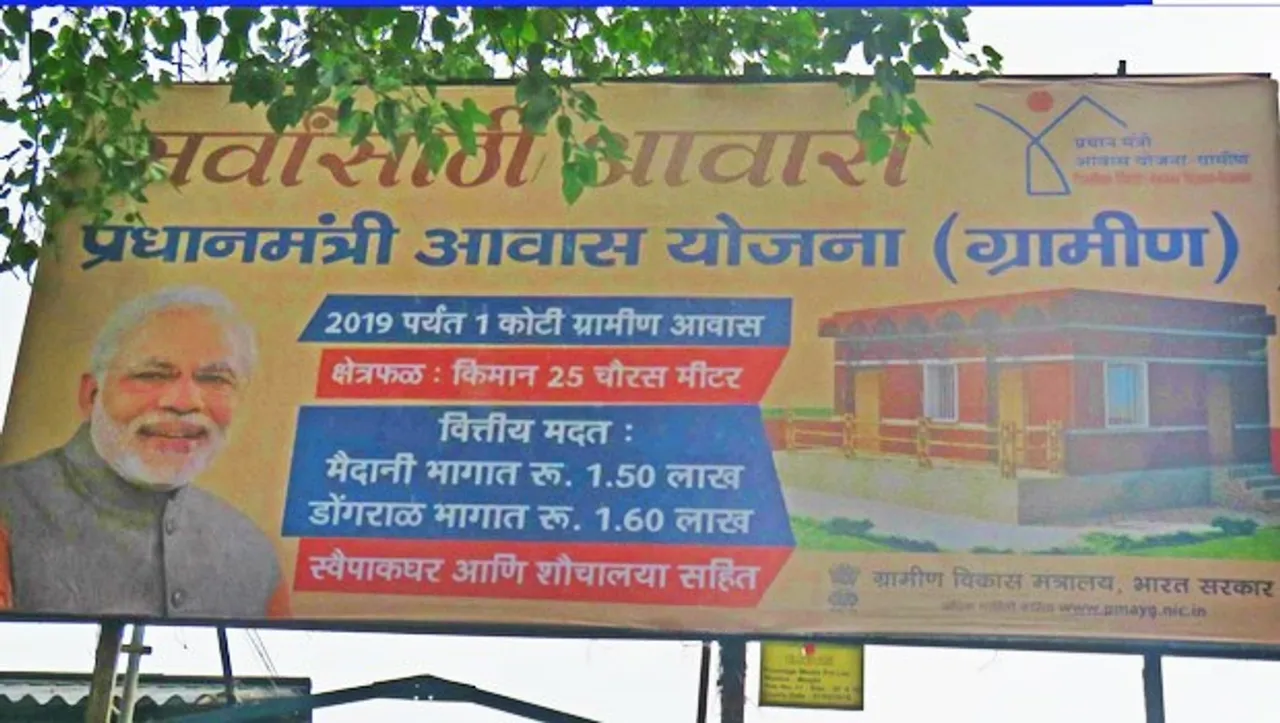 सर्वांसाठी आवास
प्रधान मंत्री
आवास योजना - ग्रामीण
प्रधानमंत्री आवास योजना (ग्रामीण)
2019 पर्यंत 1 कोटी ग्रामीण आवास
क्षेत्रफळ : किमान 25 चौरस मीटर
वित्तीय मदत :
मैदानी भागात रू. 1.50 लाख
डोंगराळ भागात रू. 1.60 लाख
स्वैपाकघर आणि शौचालया सहित
ग्रामीण विकास मंत्रालय, भारत सरकार
www.pmayg.nic.in